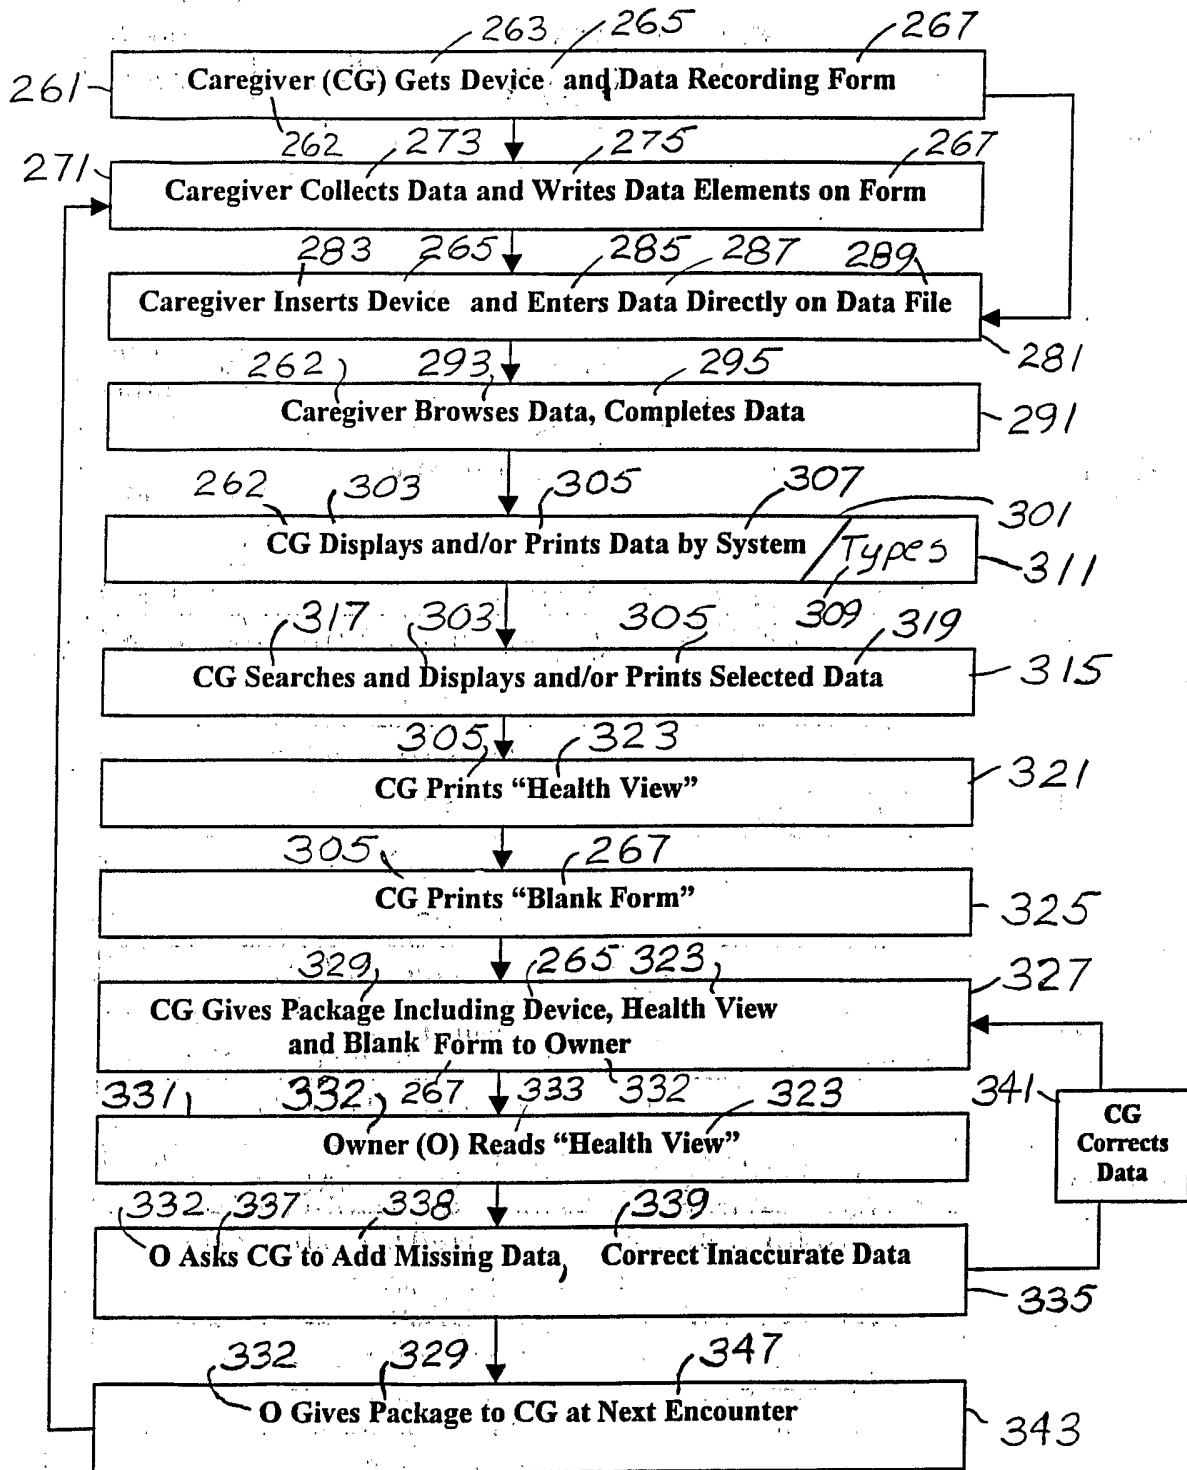 263 265 267
261 Caregiver (CG) Gets Device and Data Recording Form
262 273 275 267
271
Caregiver Collects Data and Writes Data Elements on Form
283 265 285 287 289
Caregiver Inserts Device and Enters Data Directly on Data File
281
262 293 295
Caregiver Browses Data, Completes Data
291
262 303 305 307
301
CG Displays and/or Prints Data by System / Types
311
309
317 303 305 319
CG Searches and Displays and/or Prints Selected Data
315
305 323
CG Prints “Health View”
321
305 267
CG Prints “Blank Form”
325
329 265 323
327
CG Gives Package Including Device, Health View
and Blank Form to Owner
331 332 267 333 332 323
341
CG
Corrects
Data
Owner (O) Reads “Health View”
332 337 338 339
O Asks CG to Add Missing Data, Correct Inaccurate Data
335
332 329 347
O Gives Package to CG at Next Encounter
343